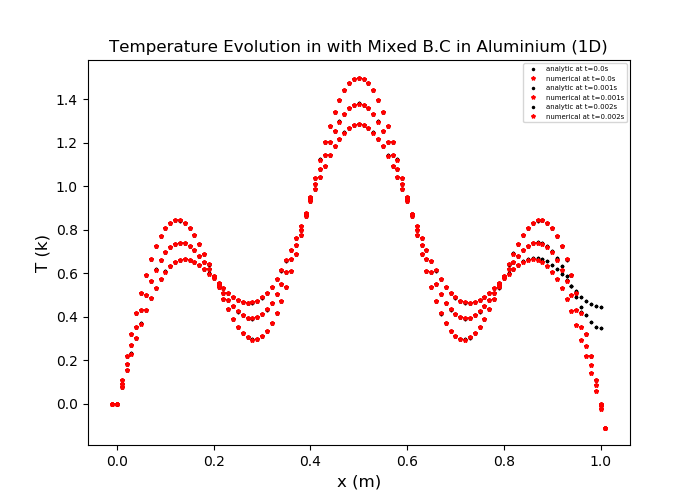 Temperature Evolution in with Mixed B.C in Aluminium (1D)
analytic at t=0.0s
numerical at t=0.0s
analytic at t=0.001s
numerical at t=0.001s
analytic at t=0.002s
numerical at t=0.002s
T (k)
1.4
1.2
1.0
0.8
0.6
0.4
0.2
0.0
0.0 0.2 0.4 0.6 0.8 1.0
x (m)